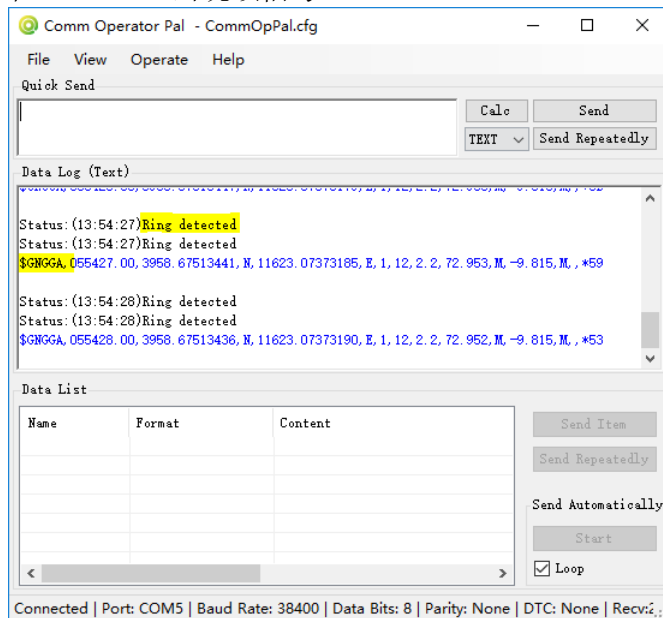 Comm Operator Pal - CommOpPal.cfg
File View Operate Help
Quick Send
Calc Send
TEXT Send Repeatedly
Data Log (Text)
Status:(13:54:27)Ring detected
Status:(13:54:27)Ring detected
$GNGGA,055427.00,3958.67513441,N,11623.07373185,E,1,12,2.2,72.953,M,-9.815,M,,*59
Status:(13:54:28)Ring detected
Status:(13:54:28)Ring detected
$GNGGA,055428.00,3958.67513436,N,11623.07373190,E,1,12,2.2,72.952,M,-9.815,M,,*53
Data List
Name Format Content
Send Item
Send Repeatedly
Send Automatically
Start
Loop
Connected | Port: COM5 | Baud Rate: 38400 | Data Bits: 8 | Parity: None | DTC: None | Recv: